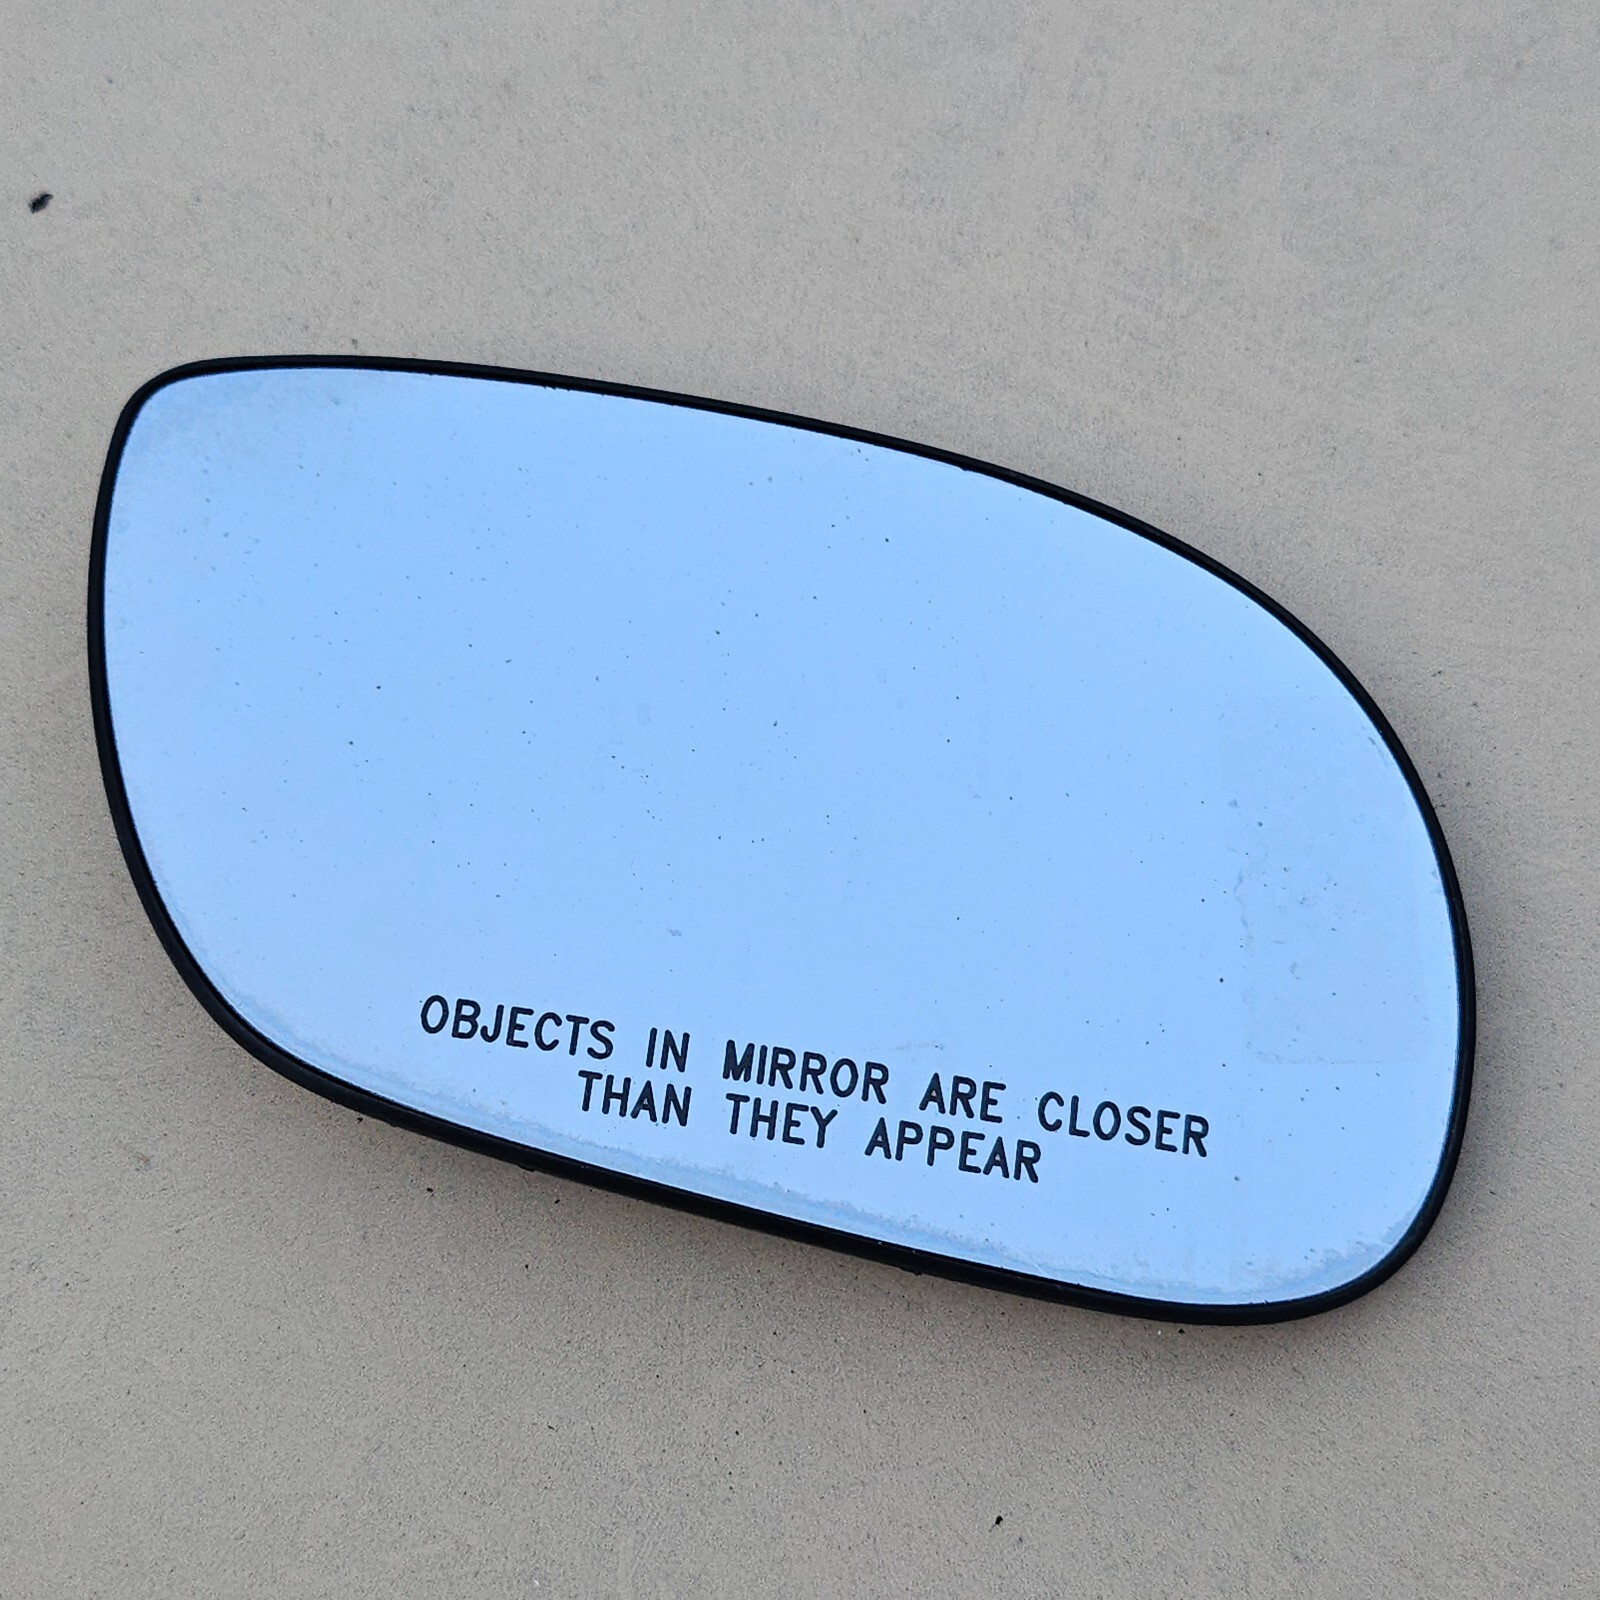 OBJECTS IN MIRROR ARE CLOSER
THAN THEY APPEAR